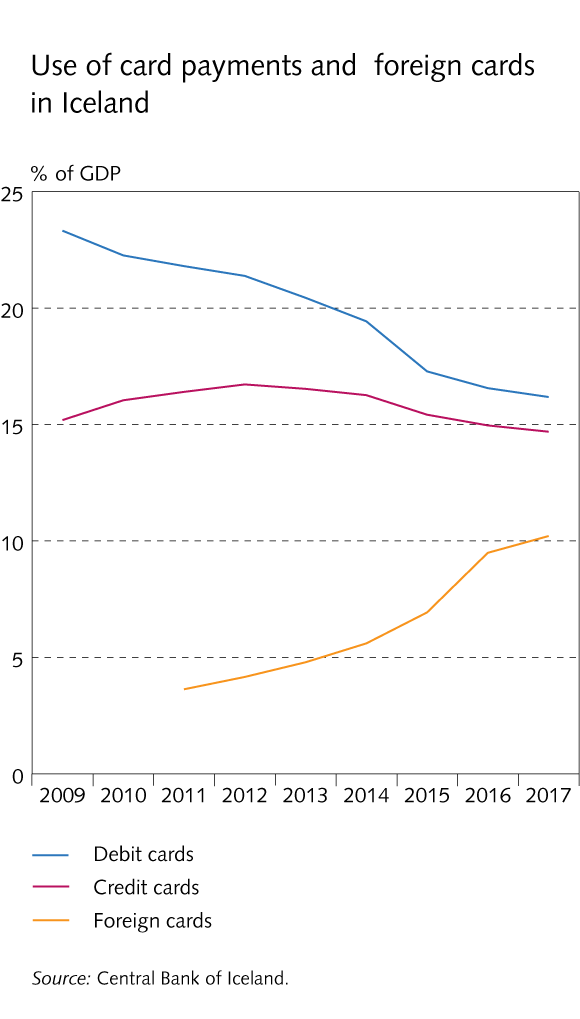 Use of card payments and  foreign cards
in Iceland
% of GDP
25
20
15
10
5
0
2009 2010 2011 2012 2013 2014 2015 2016 2017
Debit cards
Credit cards
Foreign cards
Source: Central Bank of Iceland.